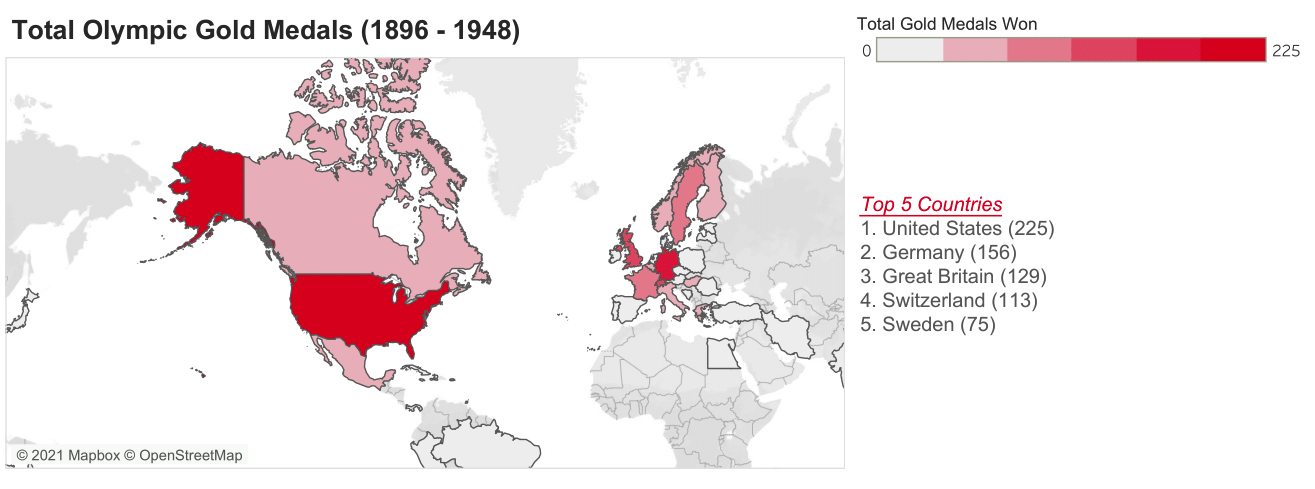 Total Olympic Gold Medals (1896 - 1948)
Total Gold Medals Won
0 225
Top 5 Countries
1. United States (225)
2. Germany (156)
3. Great Britain (129)
4. Switzerland (113)
5. Sweden (75)
© 2021 Mapbox © OpenStreetMap